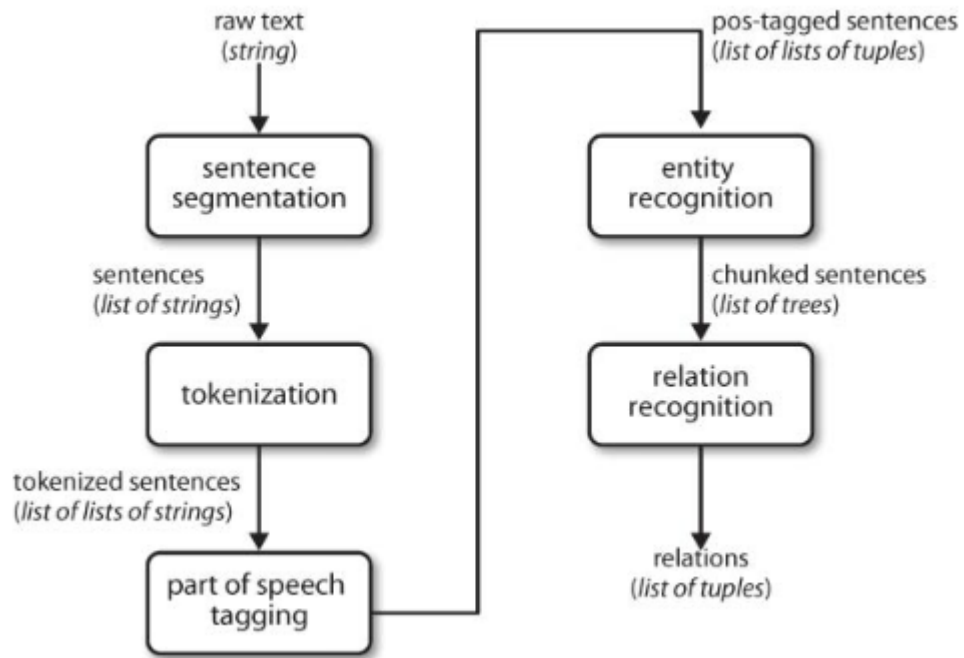 raw text
(string)
sentence
segmentation
sentences
(list of strings)
tokenization
tokenized sentences
(list of lists of strings)
part of speech
tagging
pos-tagged sentences
(list of lists of tuples)
entity
recognition
chunked sentences
(list of trees)
relation
recognition
relations
(list of tuples)